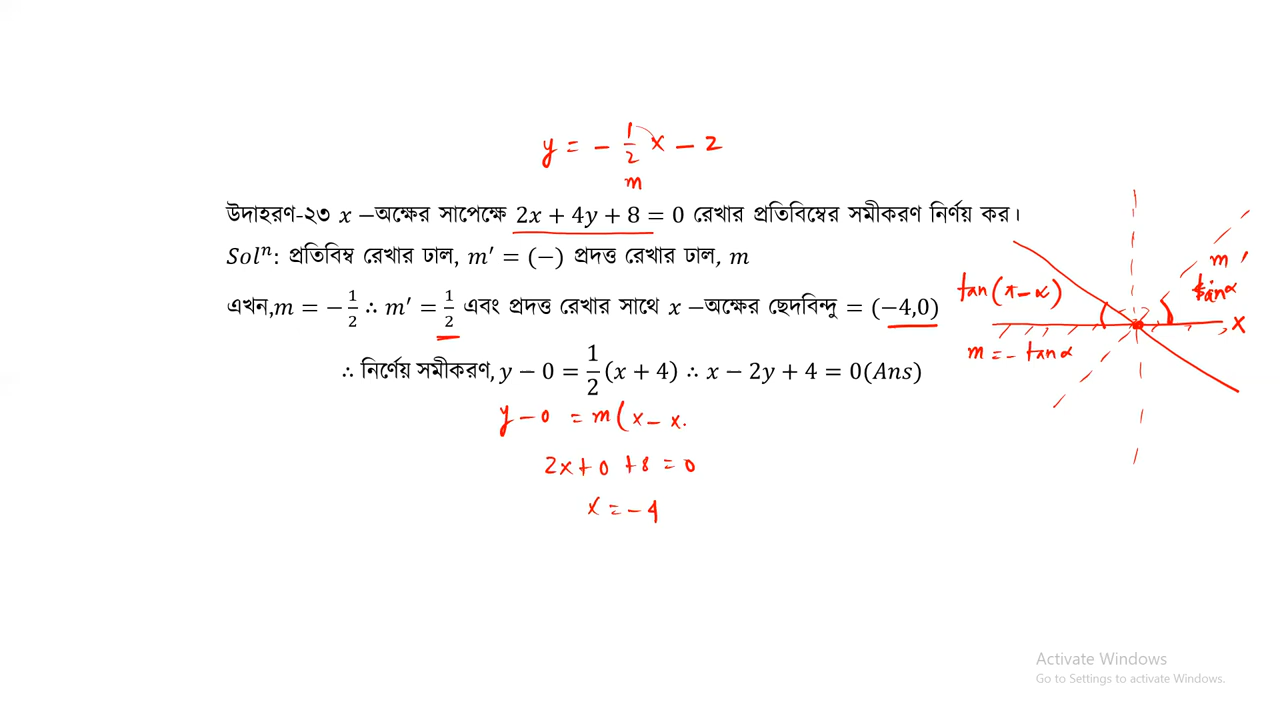 y = - 1/2 x - 2
m
উদাহরণ-২৩ x −অক্ষের সাপেক্ষে 2x + 4y + 8 = 0 রেখার প্রতিবিম্বের সমীকরণ নির্ণয় কর।
Solⁿ: প্রতিবিম্ব রেখার ঢাল, m′ = (−) প্রদত্ত রেখার ঢাল, m
এখন, m = − 1/2 ∴ m′ = 1/2 এবং প্রদত্ত রেখার সাথে x −অক্ষের ছেদবিন্দু = (−4,0)
∴ নির্ণেয় সমীকরণ, y − 0 = 1/2 (x + 4) ∴ x − 2y + 4 = 0(Ans)
y - 0 = m(x - x.
2x + 0 + 8 = 0
x = -4
m ′
tan(π - α)
tanα
x
m = - tanα
Activate Windows
Go to Settings to activate Windows.